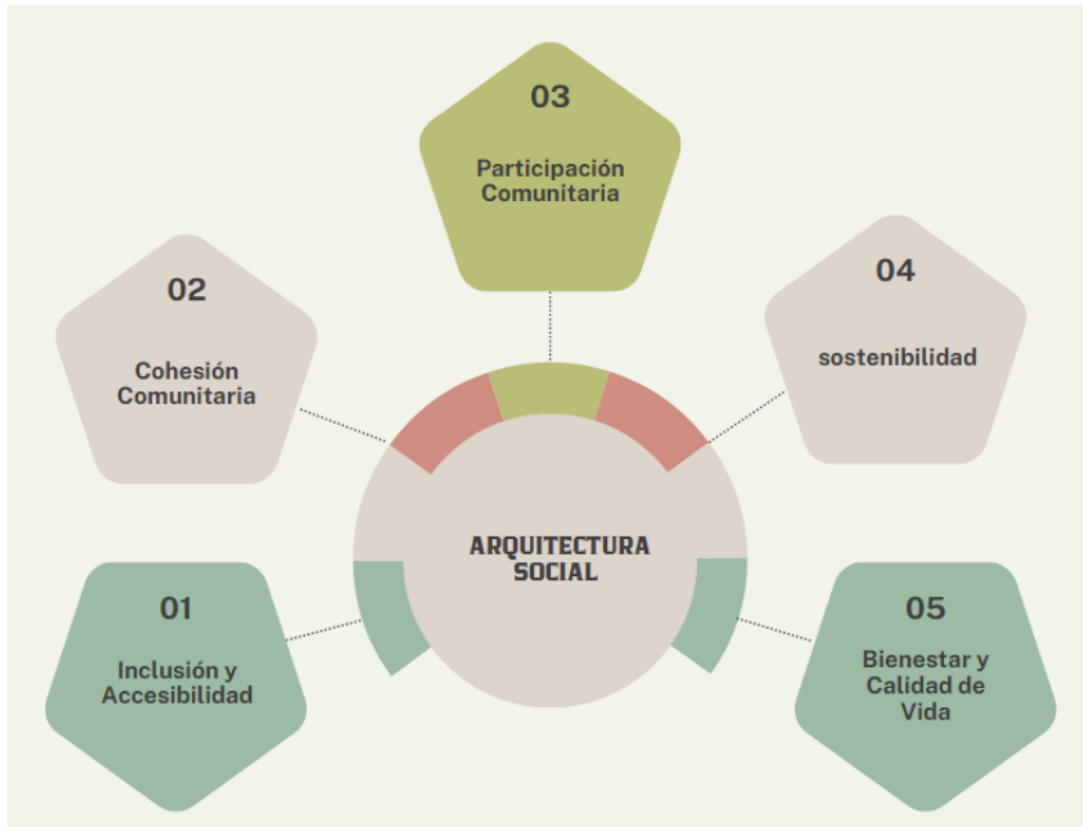 03
Participación
Comunitaria
02
Cohesión
Comunitaria
04
sostenibilidad
ARQUITECTURA
SOCIAL
01
Inclusión y
Accesibilidad
05
Bienestar y
Calidad de
Vida